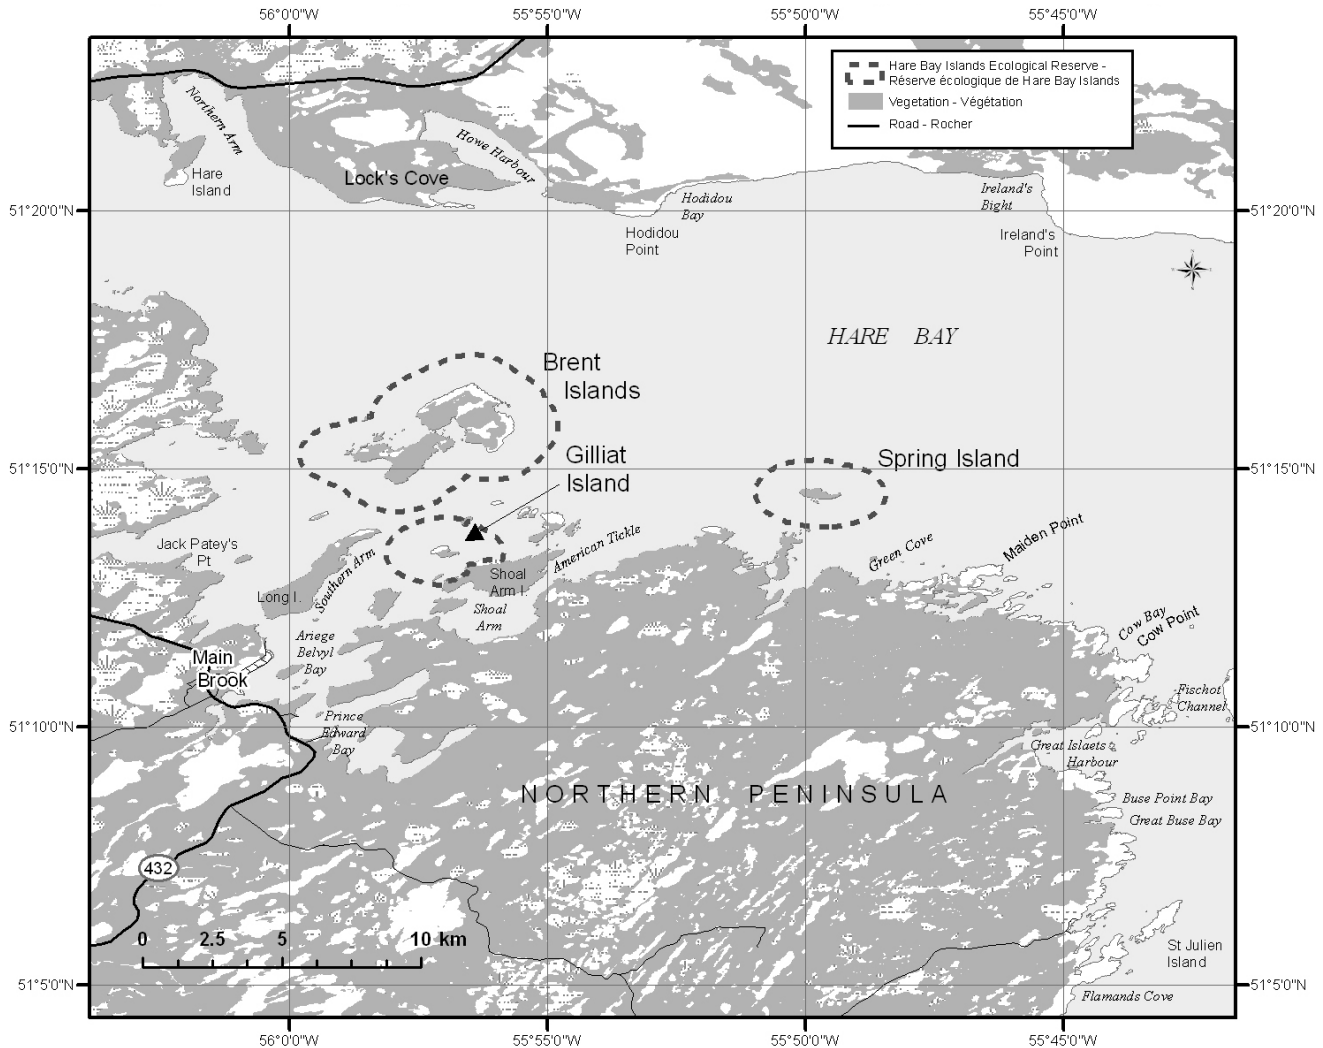 56°0'0"W
55°55'0"W
55°50'0"W
55°45'0"W
Hare Bay Islands Ecological Reserve -
Réserve écologique de Hare Bay Islands
Vegetation - Végétation
Road - Rocher
Northern Arm
Howe Harbour
Hare
Island
Lock's Cove
Hodidou
Bay
Ireland's
Bight
51°20'0"N
51°20'0"N
Hodidou
Point
Ireland's
Point
HARE BAY
Brent
Islands
Gilliat
Island
Spring Island
51°15'0"N
51°15'0"N
Jack Patey's
Pt
Southern Arm
American Tickle
Green Cove
Maiden Point
Long I.
Shoal
Arm I.
Shoal
Arm
Cow Bay
Cow Point
Ariege
Belvyl
Bay
Main
Brook
Fischot
Channel
Prince
Edward
Bay
51°10'0"N
51°10'0"N
Great Islaets
Harbour
NORTHERN PENINSULA
Buse Point Bay
Great Buse Bay
432
0 2.5 5 10 km
St Julien
Island
Flamands Cove
51°5'0"N
51°5'0"N
56°0'0"W
55°55'0"W
55°50'0"W
55°45'0"W